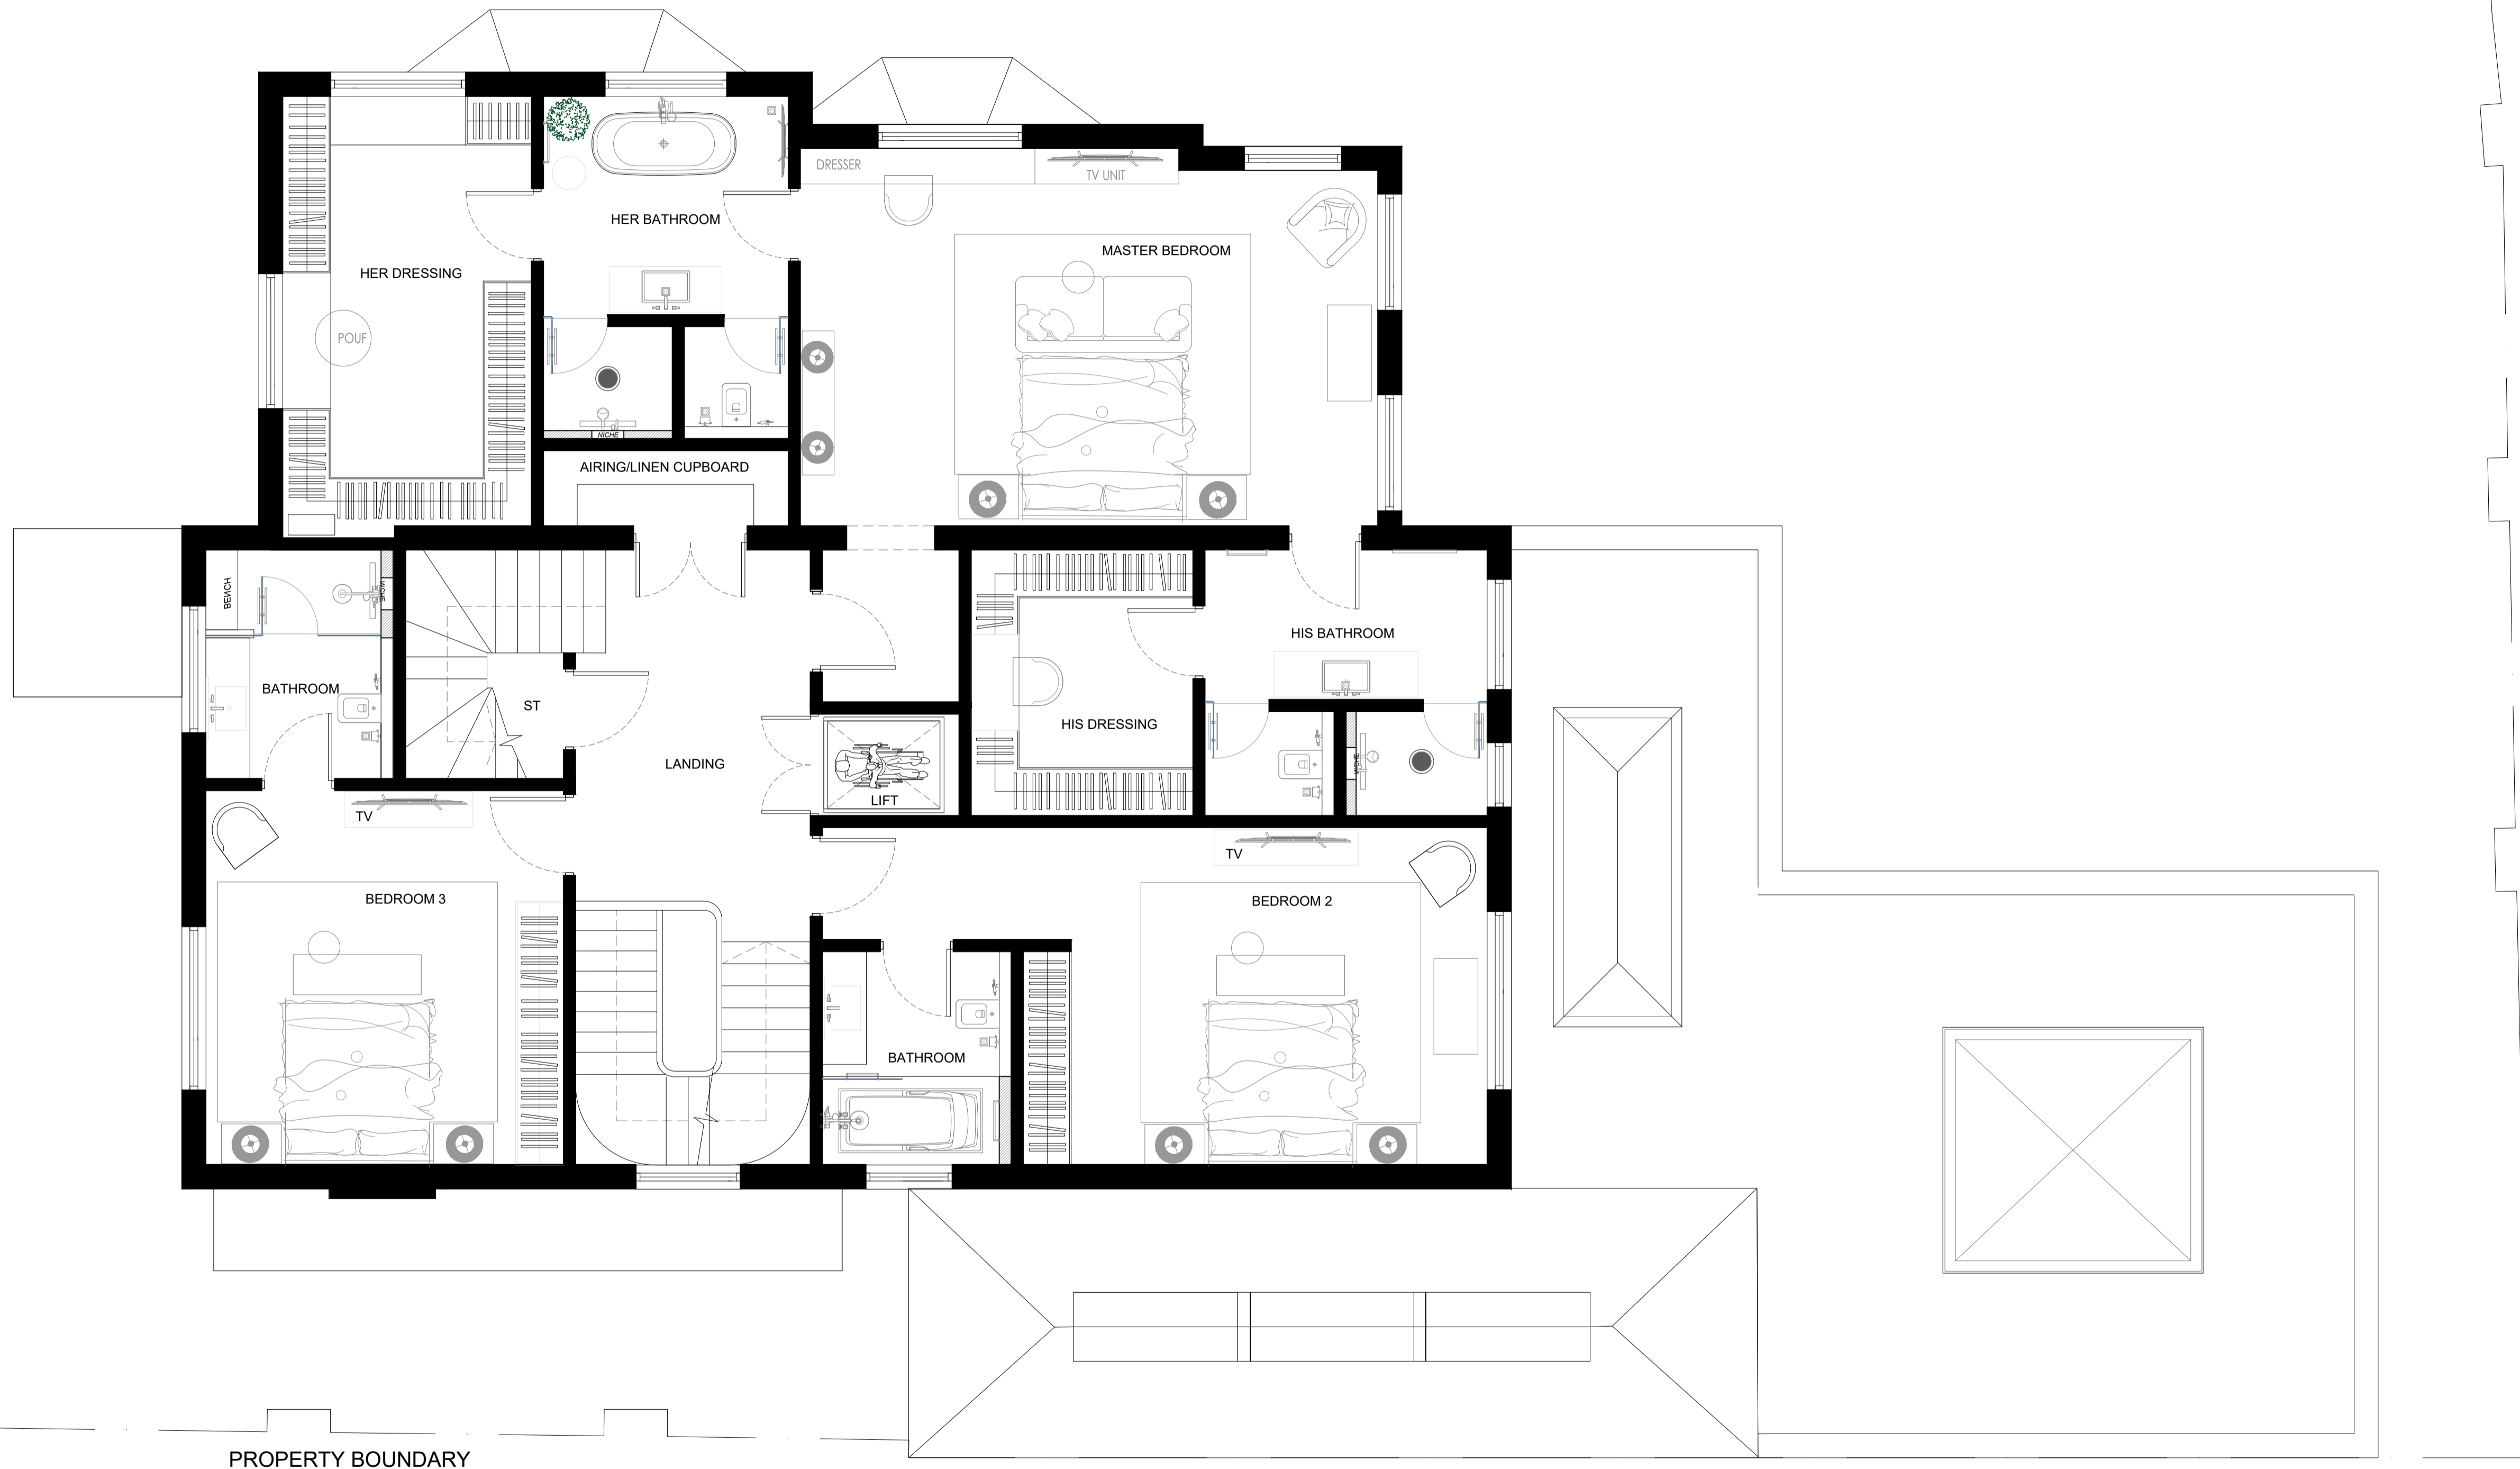 DRESSER
TV UNIT
HER BATHROOM
MASTER BEDROOM
HER DRESSING
POUF
NICHE
AIRING/LINEN CUPBOARD
BENCH
NICHE
HIS BATHROOM
BATHROOM
ST
HIS DRESSING
LANDING
NICHE
LIFT
TV
TV
BEDROOM 3
BEDROOM 2
BATHROOM
PROPERTY BOUNDARY